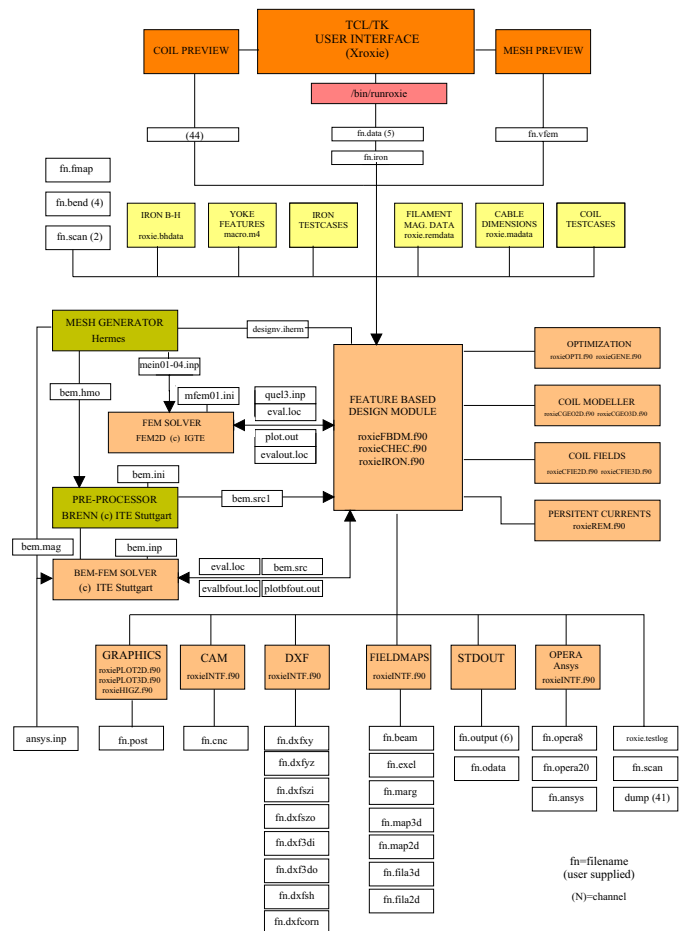 TCL/TK
USER INTERFACE
(Xroxie)
COIL PREVIEW
MESH PREVIEW
/bin/runroxie
(44)
fn.data (5)
fn.vfem
fn.iron
fn.fmap
fn.bend (4)
fn.scan (2)
IRON B-H
roxie.bhdata
YOKE
FEATURES
macro.m4
IRON
TESTCASES
FILAMENT
MAG. DATA
roxie.remdata
CABLE
DIMENSIONS
roxie.madata
COIL
TESTCASES
MESH GENERATOR
Hermes
designv.iherm
mein01-04.inp
bem.hmo
mfem01.ini
quel3.inp
eval.loc
FEM SOLVER
FEM2D (c) IGTE
plot.out
evalout.loc
FEATURE BASED
DESIGN MODULE
roxieFBDM.f90
roxieCHEC.f90
roxieIRON.f90
OPTIMIZATION
roxieOPTI.f90 roxieGENE.f90
COIL MODELLER
roxieCGEO2D.f90 roxieCGEO3D.f90
COIL FIELDS
roxieCFIE2D.f90 roxieCFIE3D.f90
PERSITENT CURRENTS
roxieREM.f90
bem.ini
PRE-PROCESSOR
BRENN (c) ITE Stuttgart
bem.src1
bem.mag
bem.inp
BEM-FEM SOLVER
(c) ITE Stuttgart
eval.loc
bem.src
evalbfout.loc
plotbfout.out
GRAPHICS
roxiePLOT2D.f90
roxiePLOT3D.f90
roxieHIGZ.f90
CAM
roxieINTF.f90
DXF
roxieINTF.f90
FIELDMAPS
roxieINTF.f90
STDOUT
OPERA
Ansys
roxieINTF.f90
ansys.inp
fn.post
fn.cnc
fn.dxfxy
fn.dxfyz
fn.dxfszi
fn.dxfszo
fn.dxf3di
fn.dxf3do
fn.dxfsh
fn.dxfcorn
fn.beam
fn.exel
fn.marg
fn.map3d
fn.map2d
fn.fila3d
fn.fila2d
fn.output (6)
fn.odata
fn.opera8
fn.opera20
fn.ansys
roxie.testlog
fn.scan
dump (41)
fn=filename
(user supplied)
(N)=channel